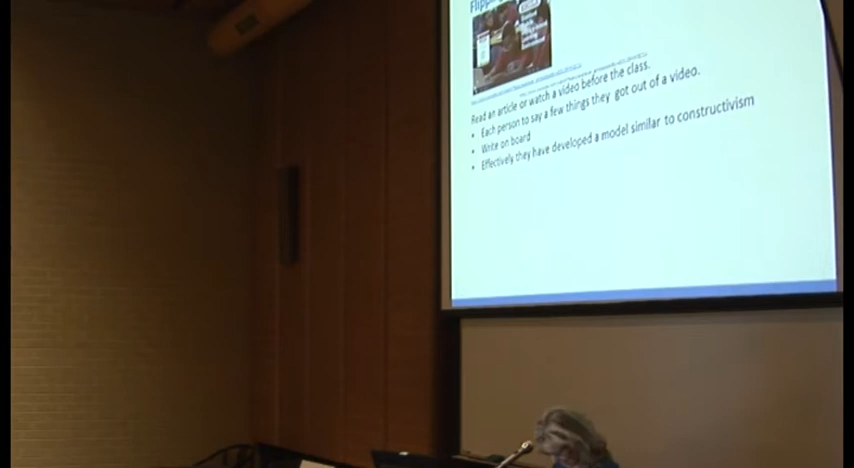 Read an article or watch a video before the class.
• Each person to say a few things they got out of a video.
• Write on board
• Effectively they have developed a model similar to constructivism